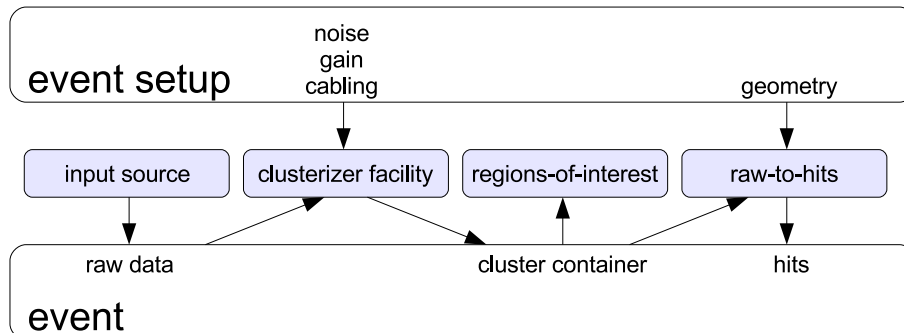 noise
gain
cabling
event setup
geometry
input source
clusterizer facility
regions-of-interest
raw-to-hits
raw data
cluster container
hits
event